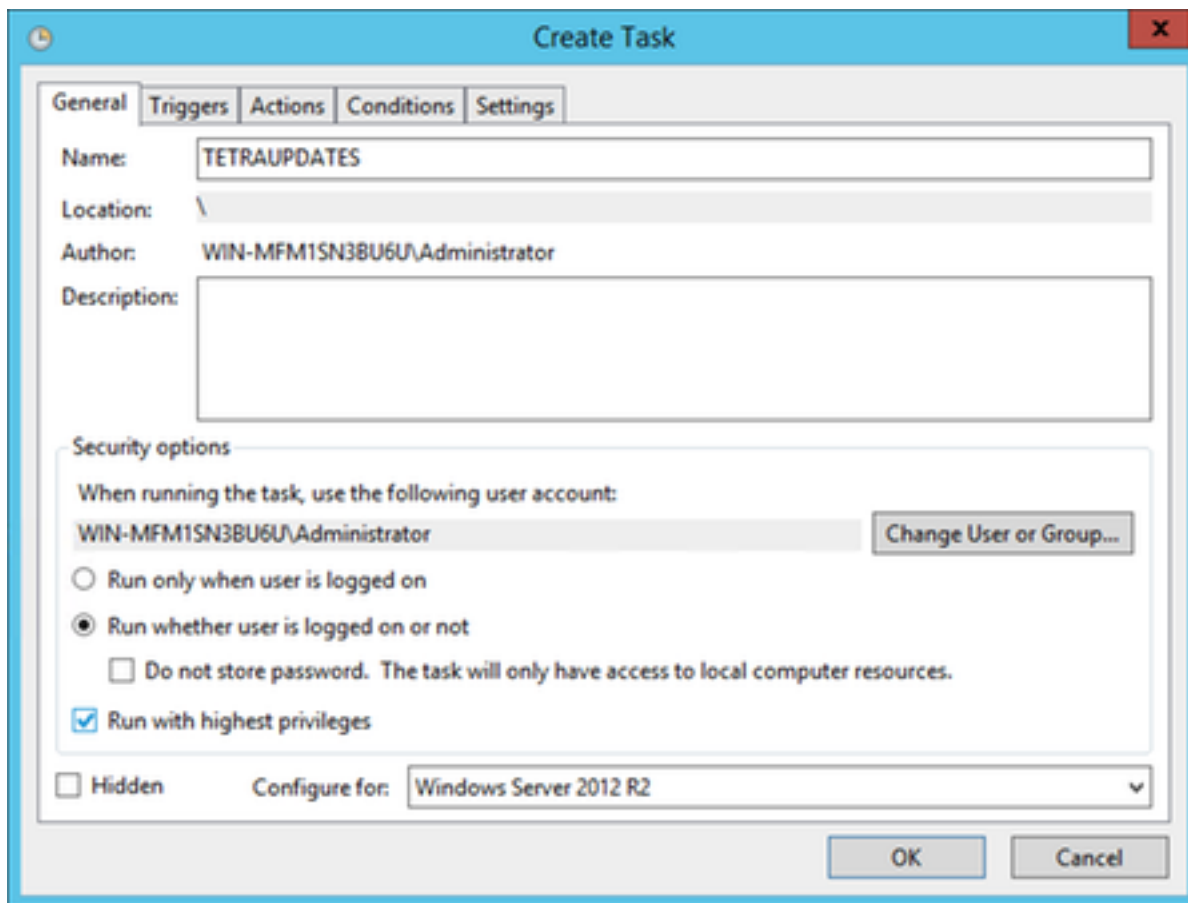 Create Task
x
General Triggers Actions Conditions Settings
Name: TETRAUPDATES
Location: \
Author: WIN-MFM1SN3BU6U\Administrator
Description:
Security options
When running the task, use the following user account:
WIN-MFM1SN3BU6U\Administrator Change User or Group...
Run only when user is logged on
Run whether user is logged on or not
Do not store password. The task will only have access to local computer resources.
Run with highest privileges
Hidden Configure for: Windows Server 2012 R2
OK Cancel